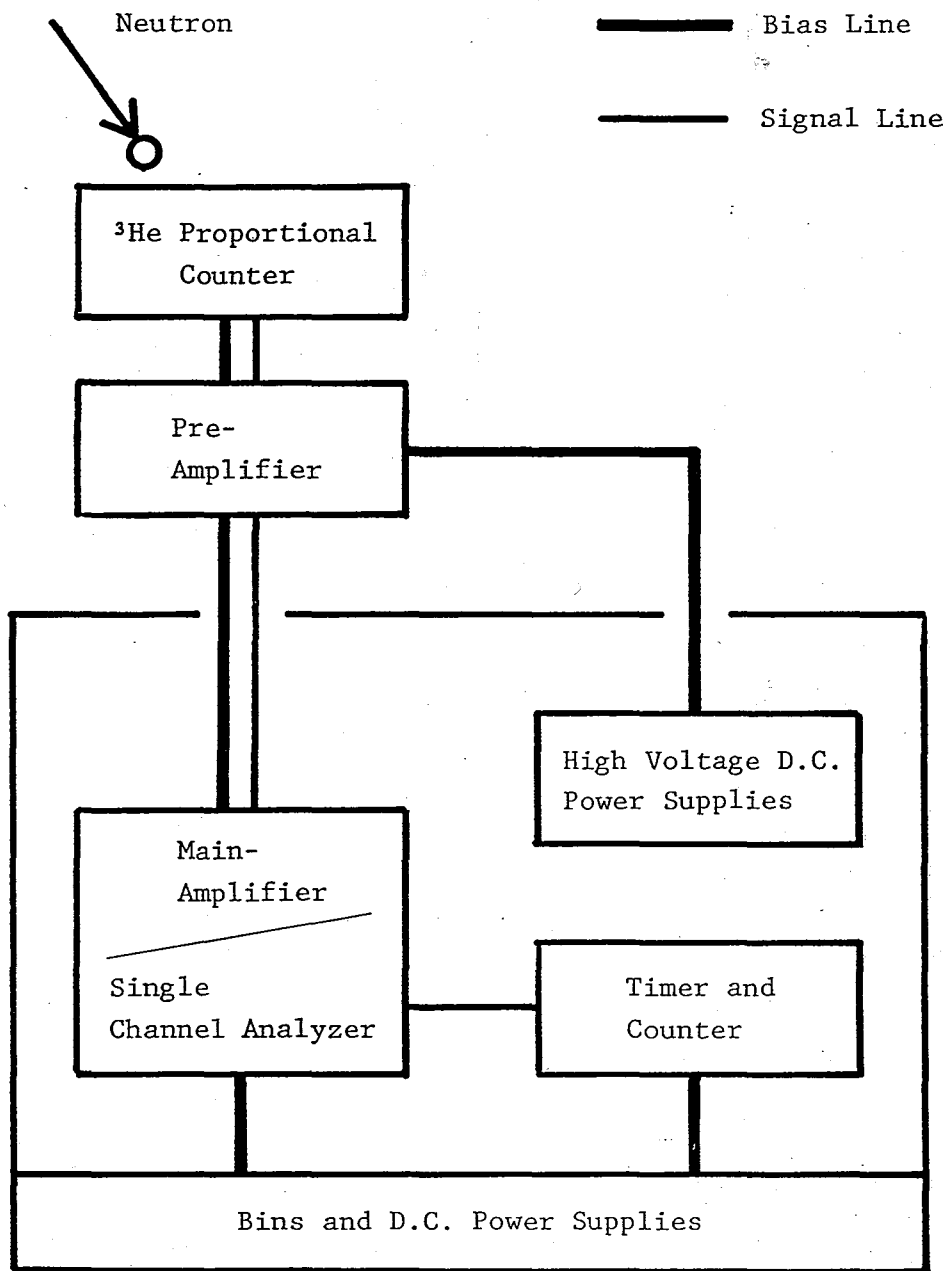 Neutron
Bias Line
Signal Line
³He Proportional
Counter
Pre-
Amplifier
High Voltage D.C.
Power Supplies
Main-
Amplifier
Single
Channel Analyzer
Timer and
Counter
Bins and D.C. Power Supplies